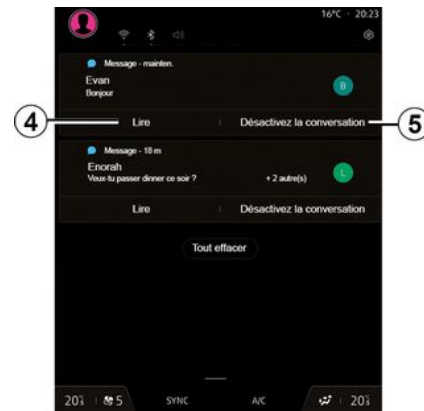 16°C · 20:23
Message - mainten.
Evan
Bonjour
B
4
Lire
Désactivez la conversation
5
Message - 18 m
Enorah
Veux-tu passer dinner ce soir ?
+ 2 autre(s)
L
Lire
Désactivez la conversation
Tout effacer
20
5
SYNC
A/C
20